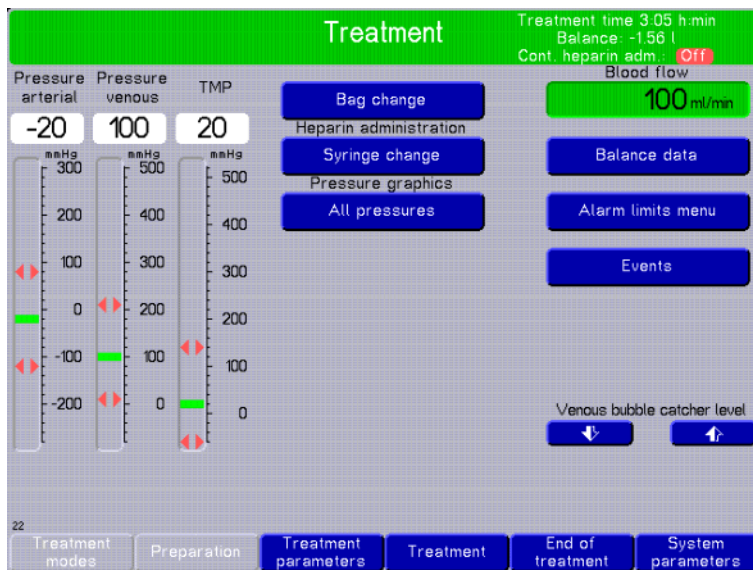 Treatment
Treatment time 3:05 h:min
Balance: -1.56 l
Cont. heparin adm.: Off
Pressure arterial
Pressure venous
TMP
-20
100
20
mmHg
300
200
100
0
-100
-200
mmHg
500
400
300
200
100
0
mmHg
500
400
300
200
100
0
Bag change
Heparin administration
Syringe change
Pressure graphics
All pressures
Blood flow
100 ml/min
Balance data
Alarm limits menu
Events
Venous bubble catcher level
22
Treatment modes
Preparation
Treatment parameters
Treatment
End of treatment
System parameters